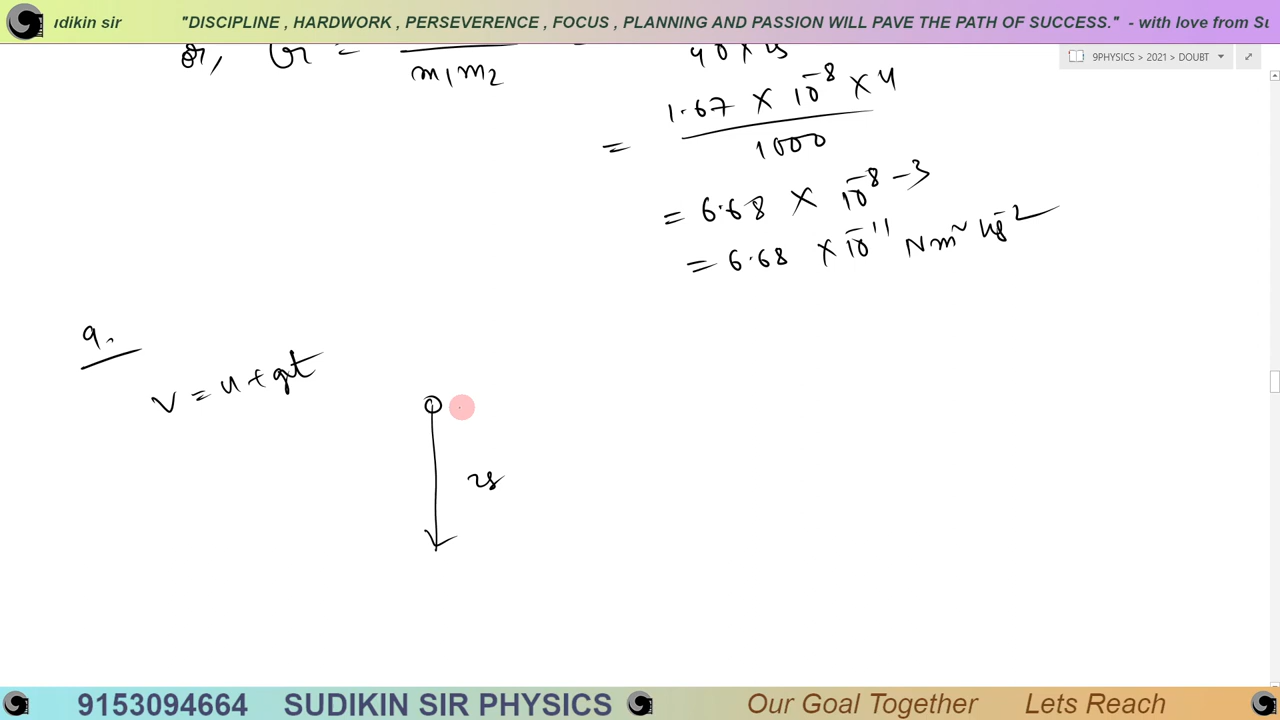 ıdikin sir "DISCIPLINE , HARDWORK , PERSEVERENCE , FOCUS , PLANNING AND PASSION WILL PAVE THE PATH OF SUCCESS." - with love from Su
9PHYSICS > 2021 > DOUBT
or, G =
m₁m₂
40 × 25
= 1.67 × 10⁻⁸ × 4
1000
= 6.68 × 10⁻⁸ ⁻³
= 6.68 × 10⁻¹¹ Nm² kg⁻²
9.
v = u + gt
2s
9153094664 SUDIKIN SIR PHYSICS Our Goal Together Lets Reach